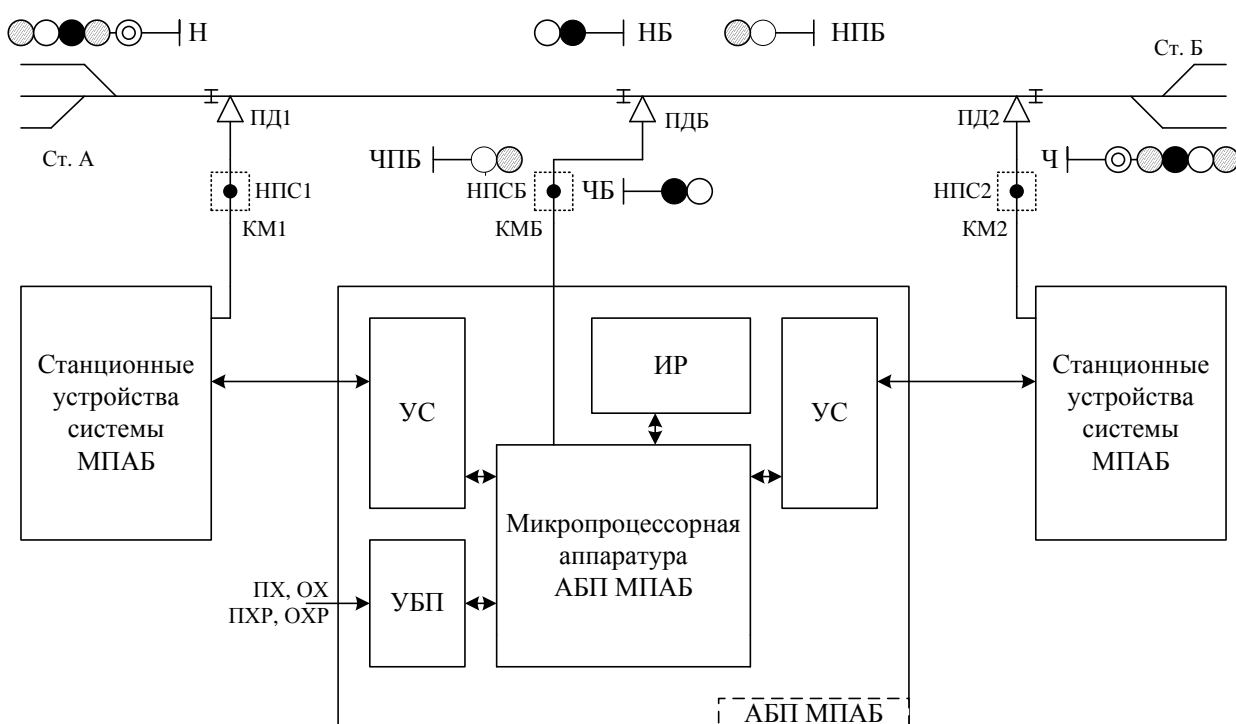 Н
НБ
НПБ
Ст. Б
ПД1
ПДБ
ПД2
Ст. А
ЧПБ
Ч
НПС1
НПСБ
ЧБ
НПС2
КМ1
КМБ
КМ2
Станционные
устройства
системы
МПАБ
УС
ИР
УС
Станционные
устройства
системы
МПАБ
Микропроцессорная
аппаратура
АБП МПАБ
ПХ, ОХ
ПХР, ОХР
УБП
АБП МПАБ